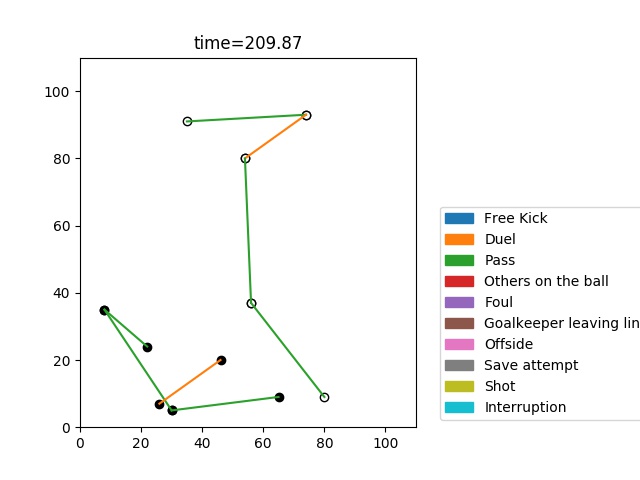 time=209.87
100
80
60
40
20
0
0 20 40 60 80 100
Free Kick
Duel
Pass
Others on the ball
Foul
Goalkeeper leaving lin
Offside
Save attempt
Shot
Interruption